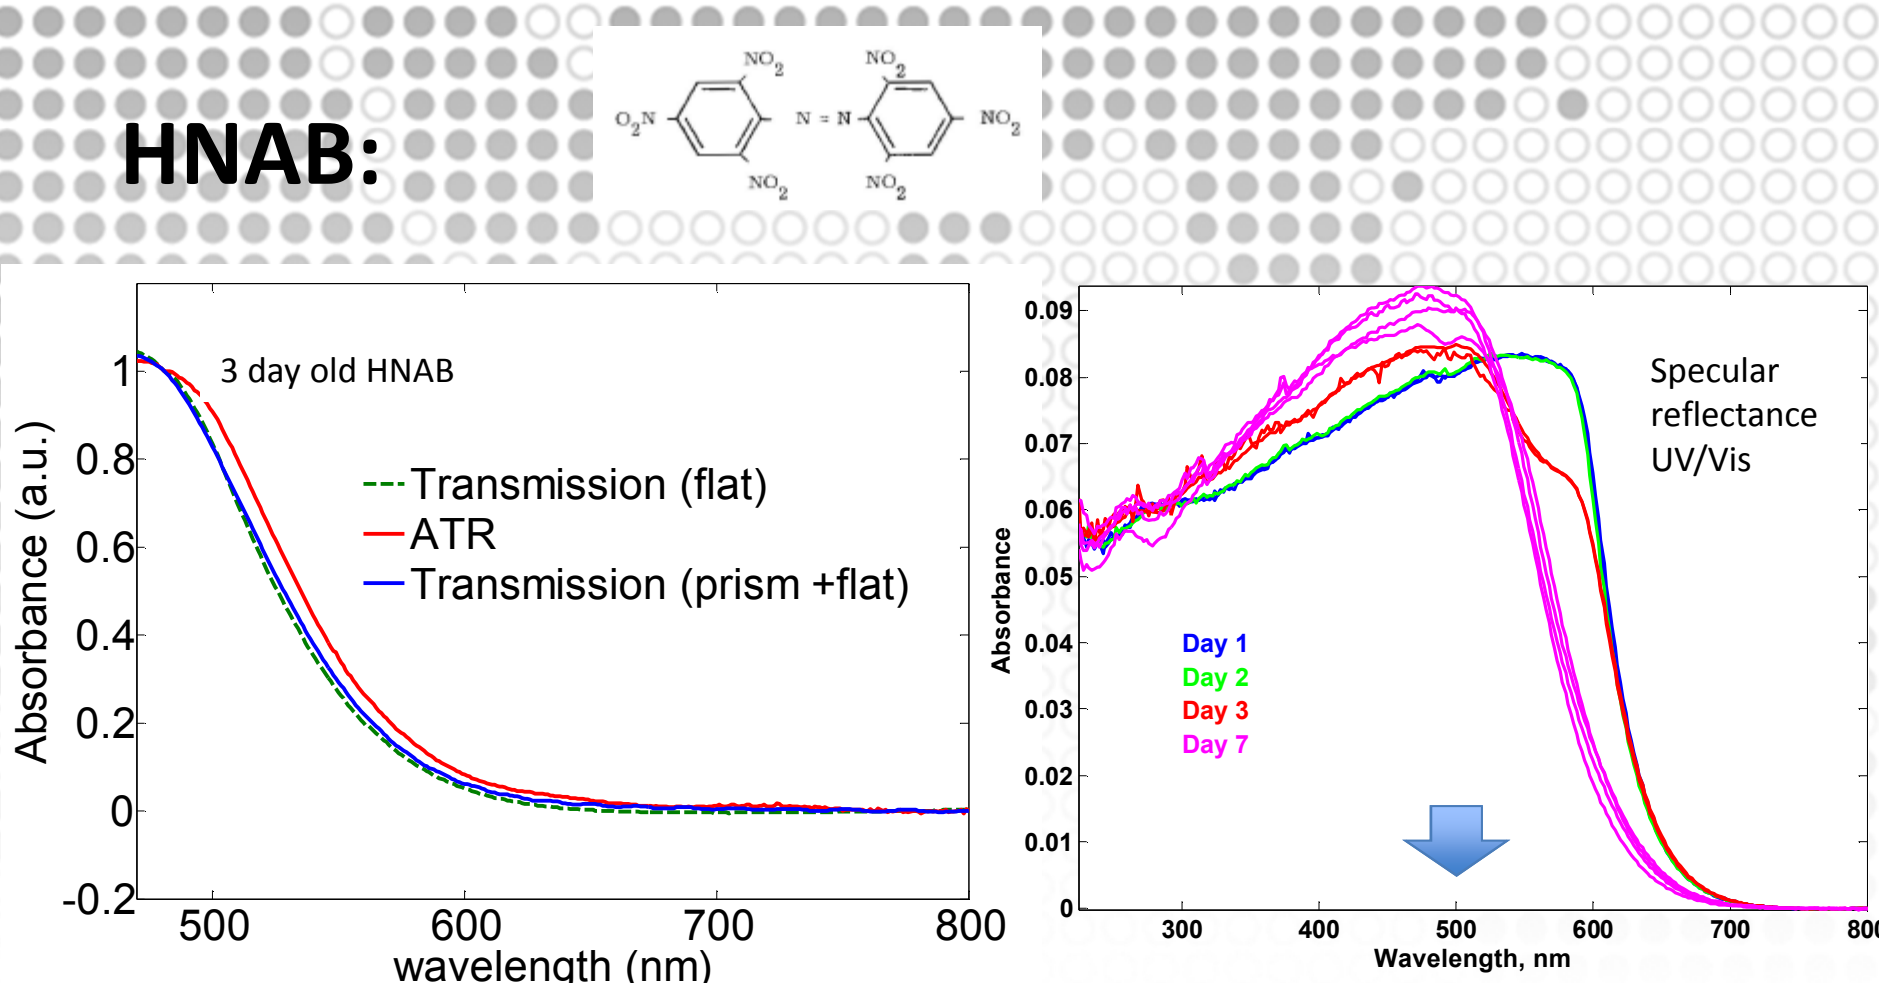 HNAB:
NO2 NO2
O2N N = N NO2
NO2 NO2
3 day old HNAB
Transmission (flat)
ATR
Transmission (prism +flat)
Absorbance (a.u.)
1
0.8
0.6
0.4
0.2
0
-0.2
500 600 700 800
wavelength (nm)
Specular
reflectance
UV/Vis
Day 1
Day 2
Day 3
Day 7
Absorbance
0.09
0.08
0.07
0.06
0.05
0.04
0.03
0.02
0.01
0
300 400 500 600 700 800
Wavelength, nm